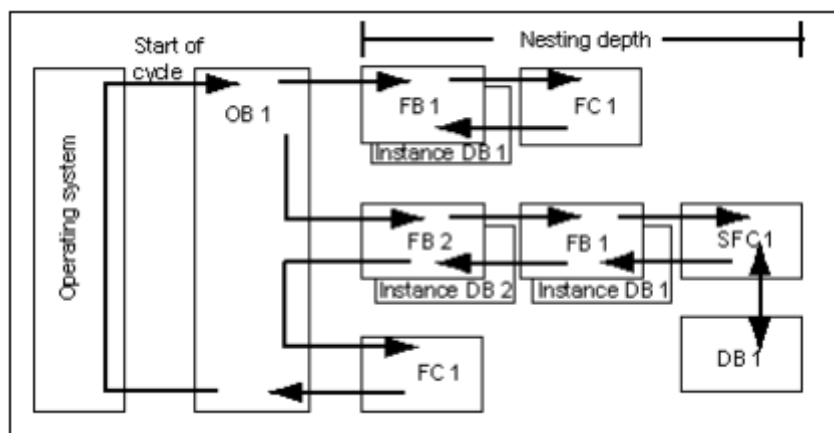 Start of
cycle
Nesting depth
Operating system
OB 1
FB 1
FC 1
Instance DB 1
FB 2
FB 1
SFC 1
Instance DB 2
Instance DB 1
FC 1
DB 1